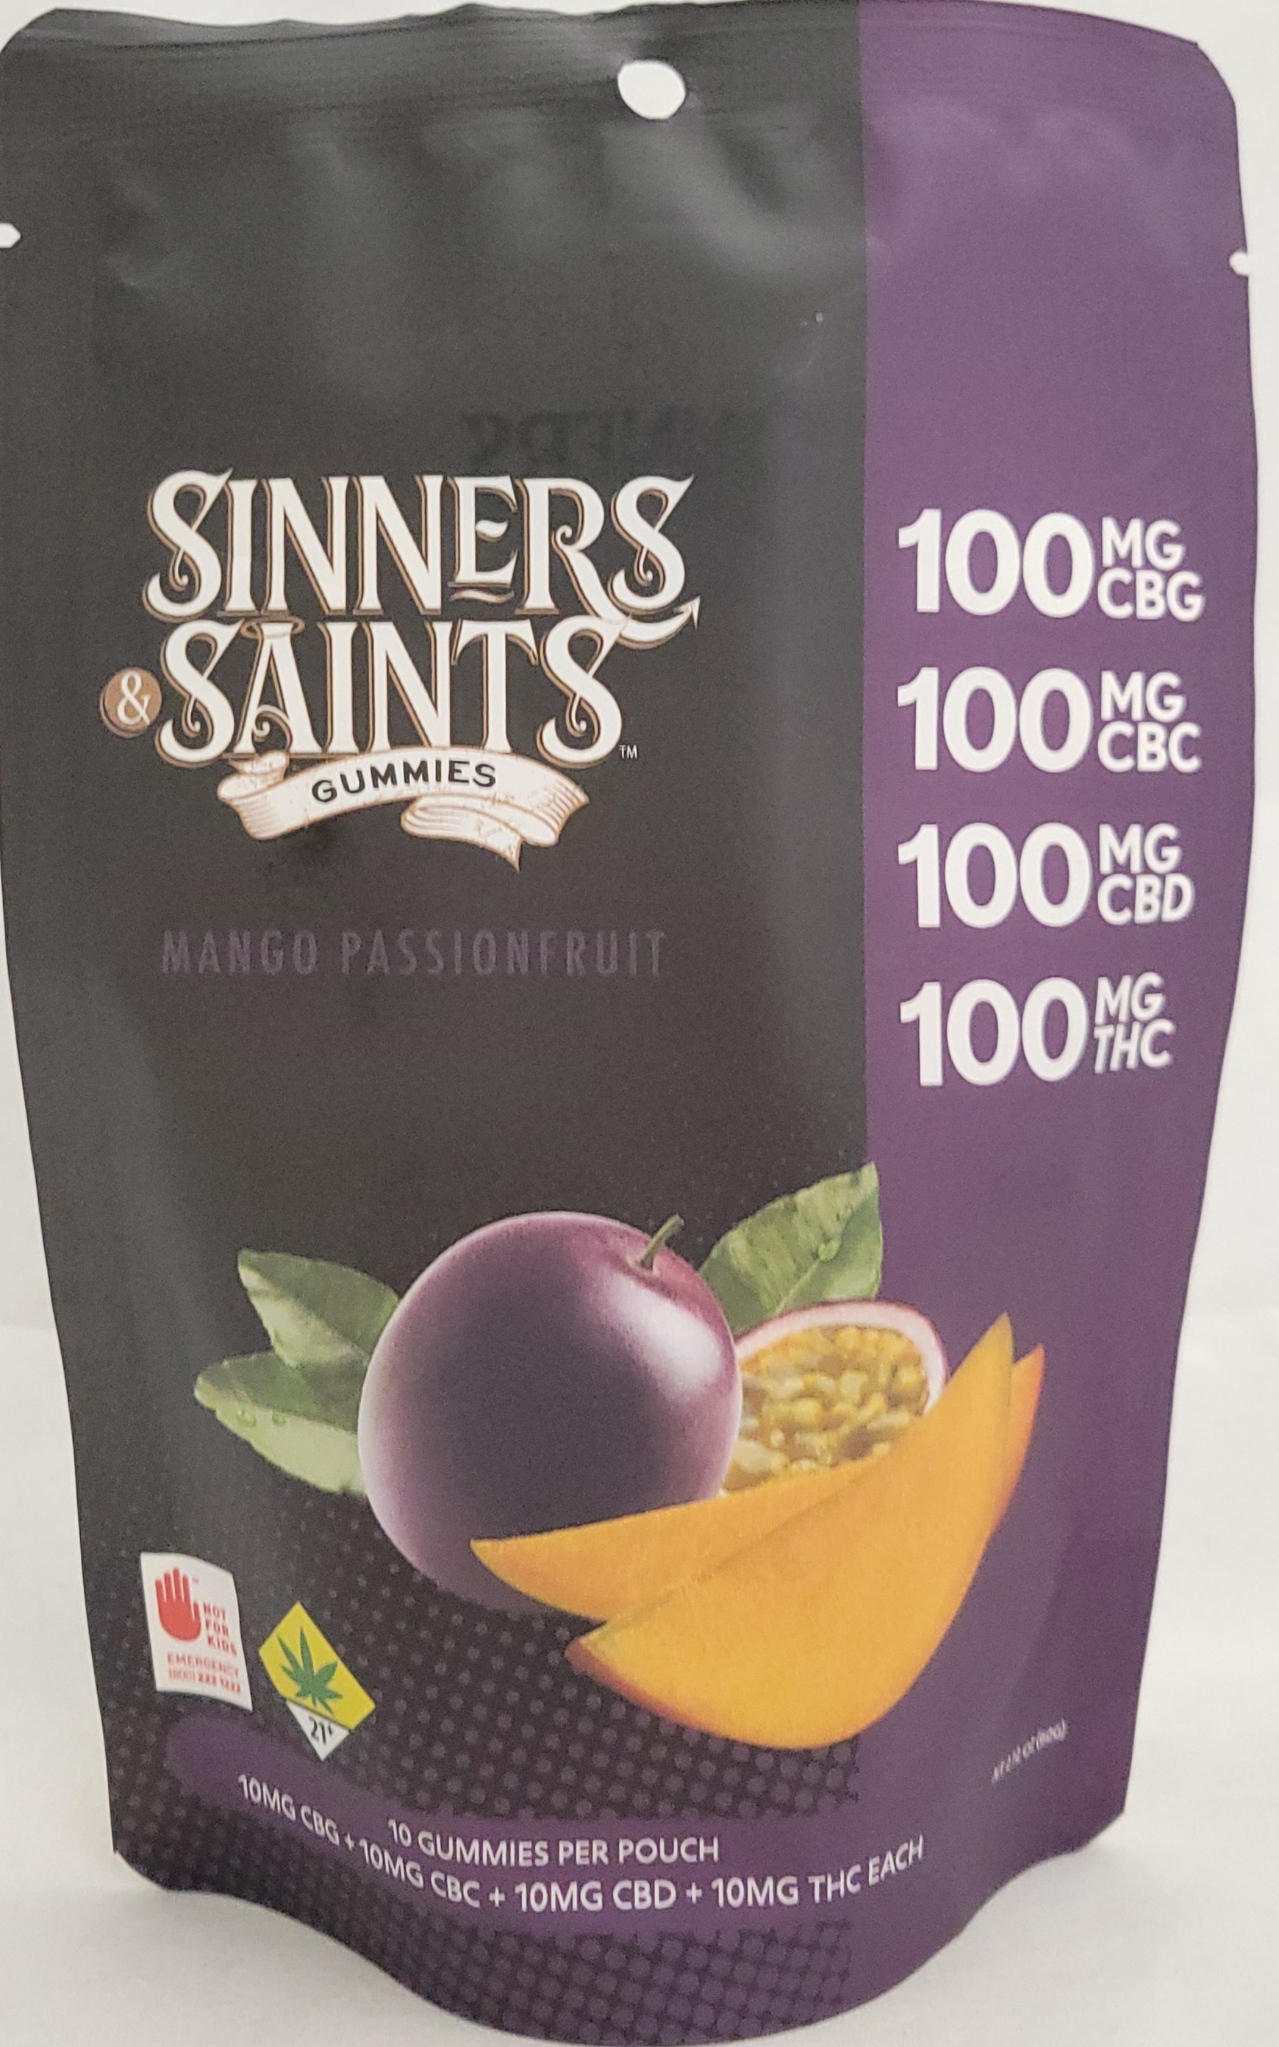 SINNERS
& SAINTS™
GUMMIES
MANGO PASSIONFRUIT
100 MG CBG
100 MG CBC
100 MG CBD
100 MG THC
NOT
FOR
KIDS
EMERGENCY
21+
10 GUMMIES PER POUCH
10MG CBG + 10MG CBC + 10MG CBD + 10MG THC EACH